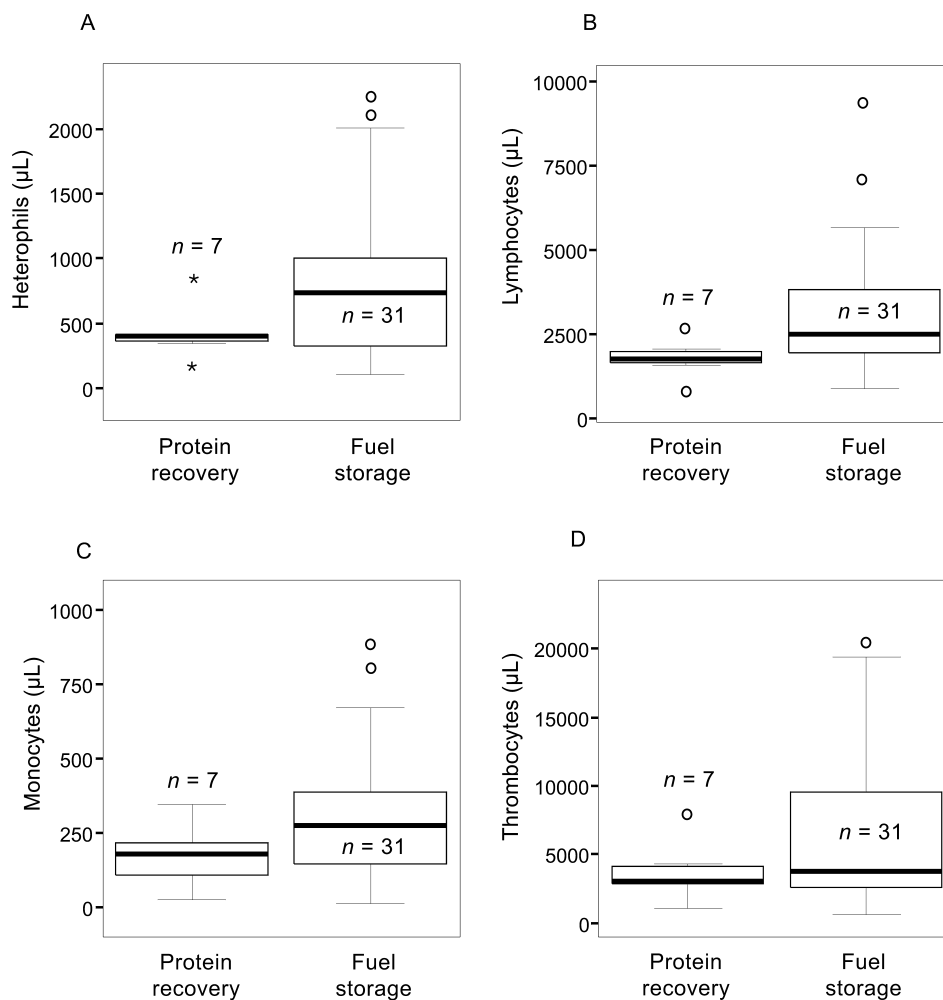 A
Heterophils (µL)
2000
1500
1000
500
0
n = 7
*
*
n = 31
Protein
recovery
Fuel
storage
B
Lymphocytes (µL)
10000
7500
5000
2500
0
n = 7
n = 31
Protein
recovery
Fuel
storage
C
Monocytes (µL)
1000
750
500
250
0
n = 7
n = 31
Protein
recovery
Fuel
storage
D
Thrombocytes (µL)
20000
15000
10000
5000
0
n = 7
n = 31
Protein
recovery
Fuel
storage